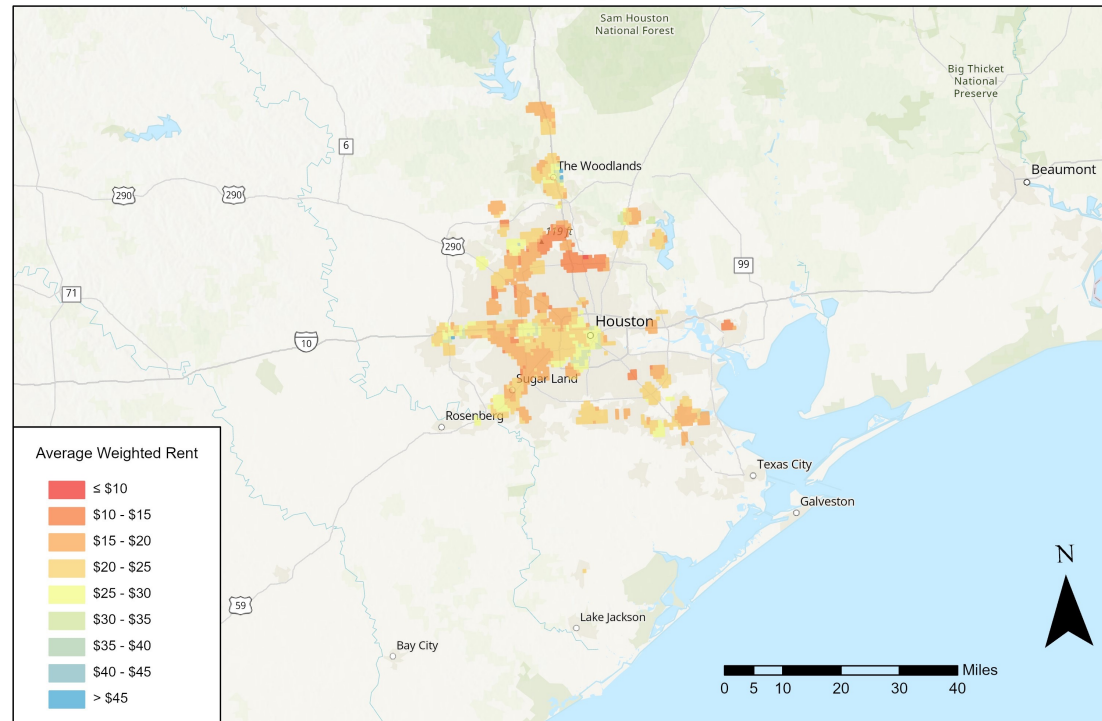 Sam Houston
National Forest
Big Thicket
National
Preserve
6
The Woodlands
Beaumont
290
290
119 ft
290
99
71
Houston
10
Sugar Land
Rosenberg
Average Weighted Rent
≤ $10
$10 - $15
$15 - $20
$20 - $25
$25 - $30
$30 - $35
$35 - $40
$40 - $45
> $45
Texas City
Galveston
59
Lake Jackson
Bay City
N
Miles
0 5 10 20 30 40